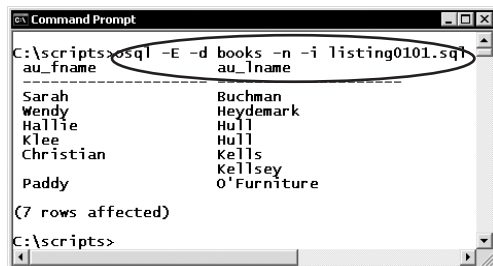 Command Prompt
C:\scripts>osql -E -d books -n -i listing0101.sql
au_fname au_lname
-------------------- ----------------------------------------
Sarah Buchman
Wendy Heydemark
Hallie Hull
Klee Hull
Christian Kells
Kellsey
Paddy O'Furniture
(7 rows affected)
C:\scripts>